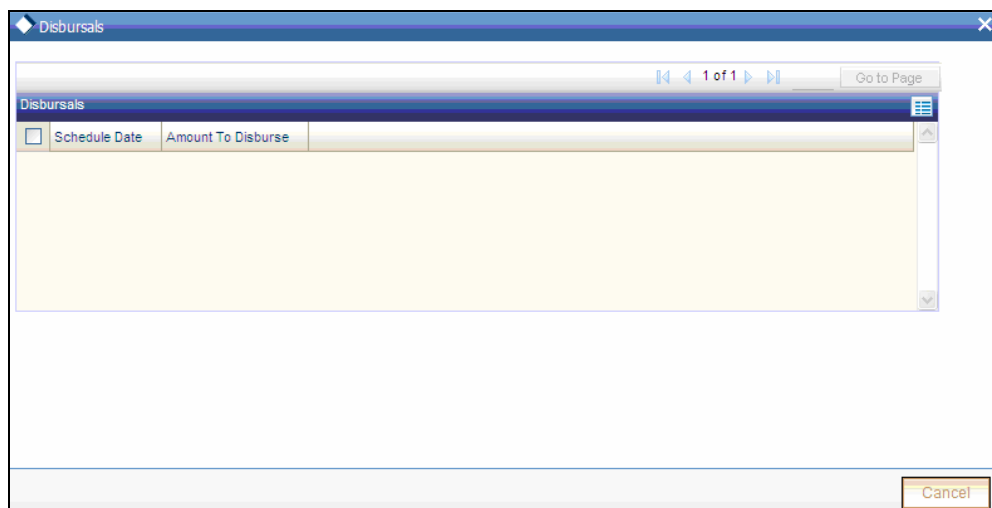 Disbursals
1 of 1 Go to Page
Disbursals
Schedule Date Amount To Disburse
Cancel